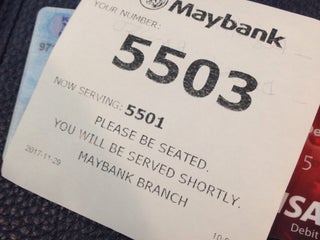 Maybank
YOUR NUMBER:
5503
NOW SERVING: 5501
PLEASE BE SEATED.
YOU WILL BE SERVED SHORTLY.
MAYBANK BRANCH
2017-11-29
5
VISA
Debit